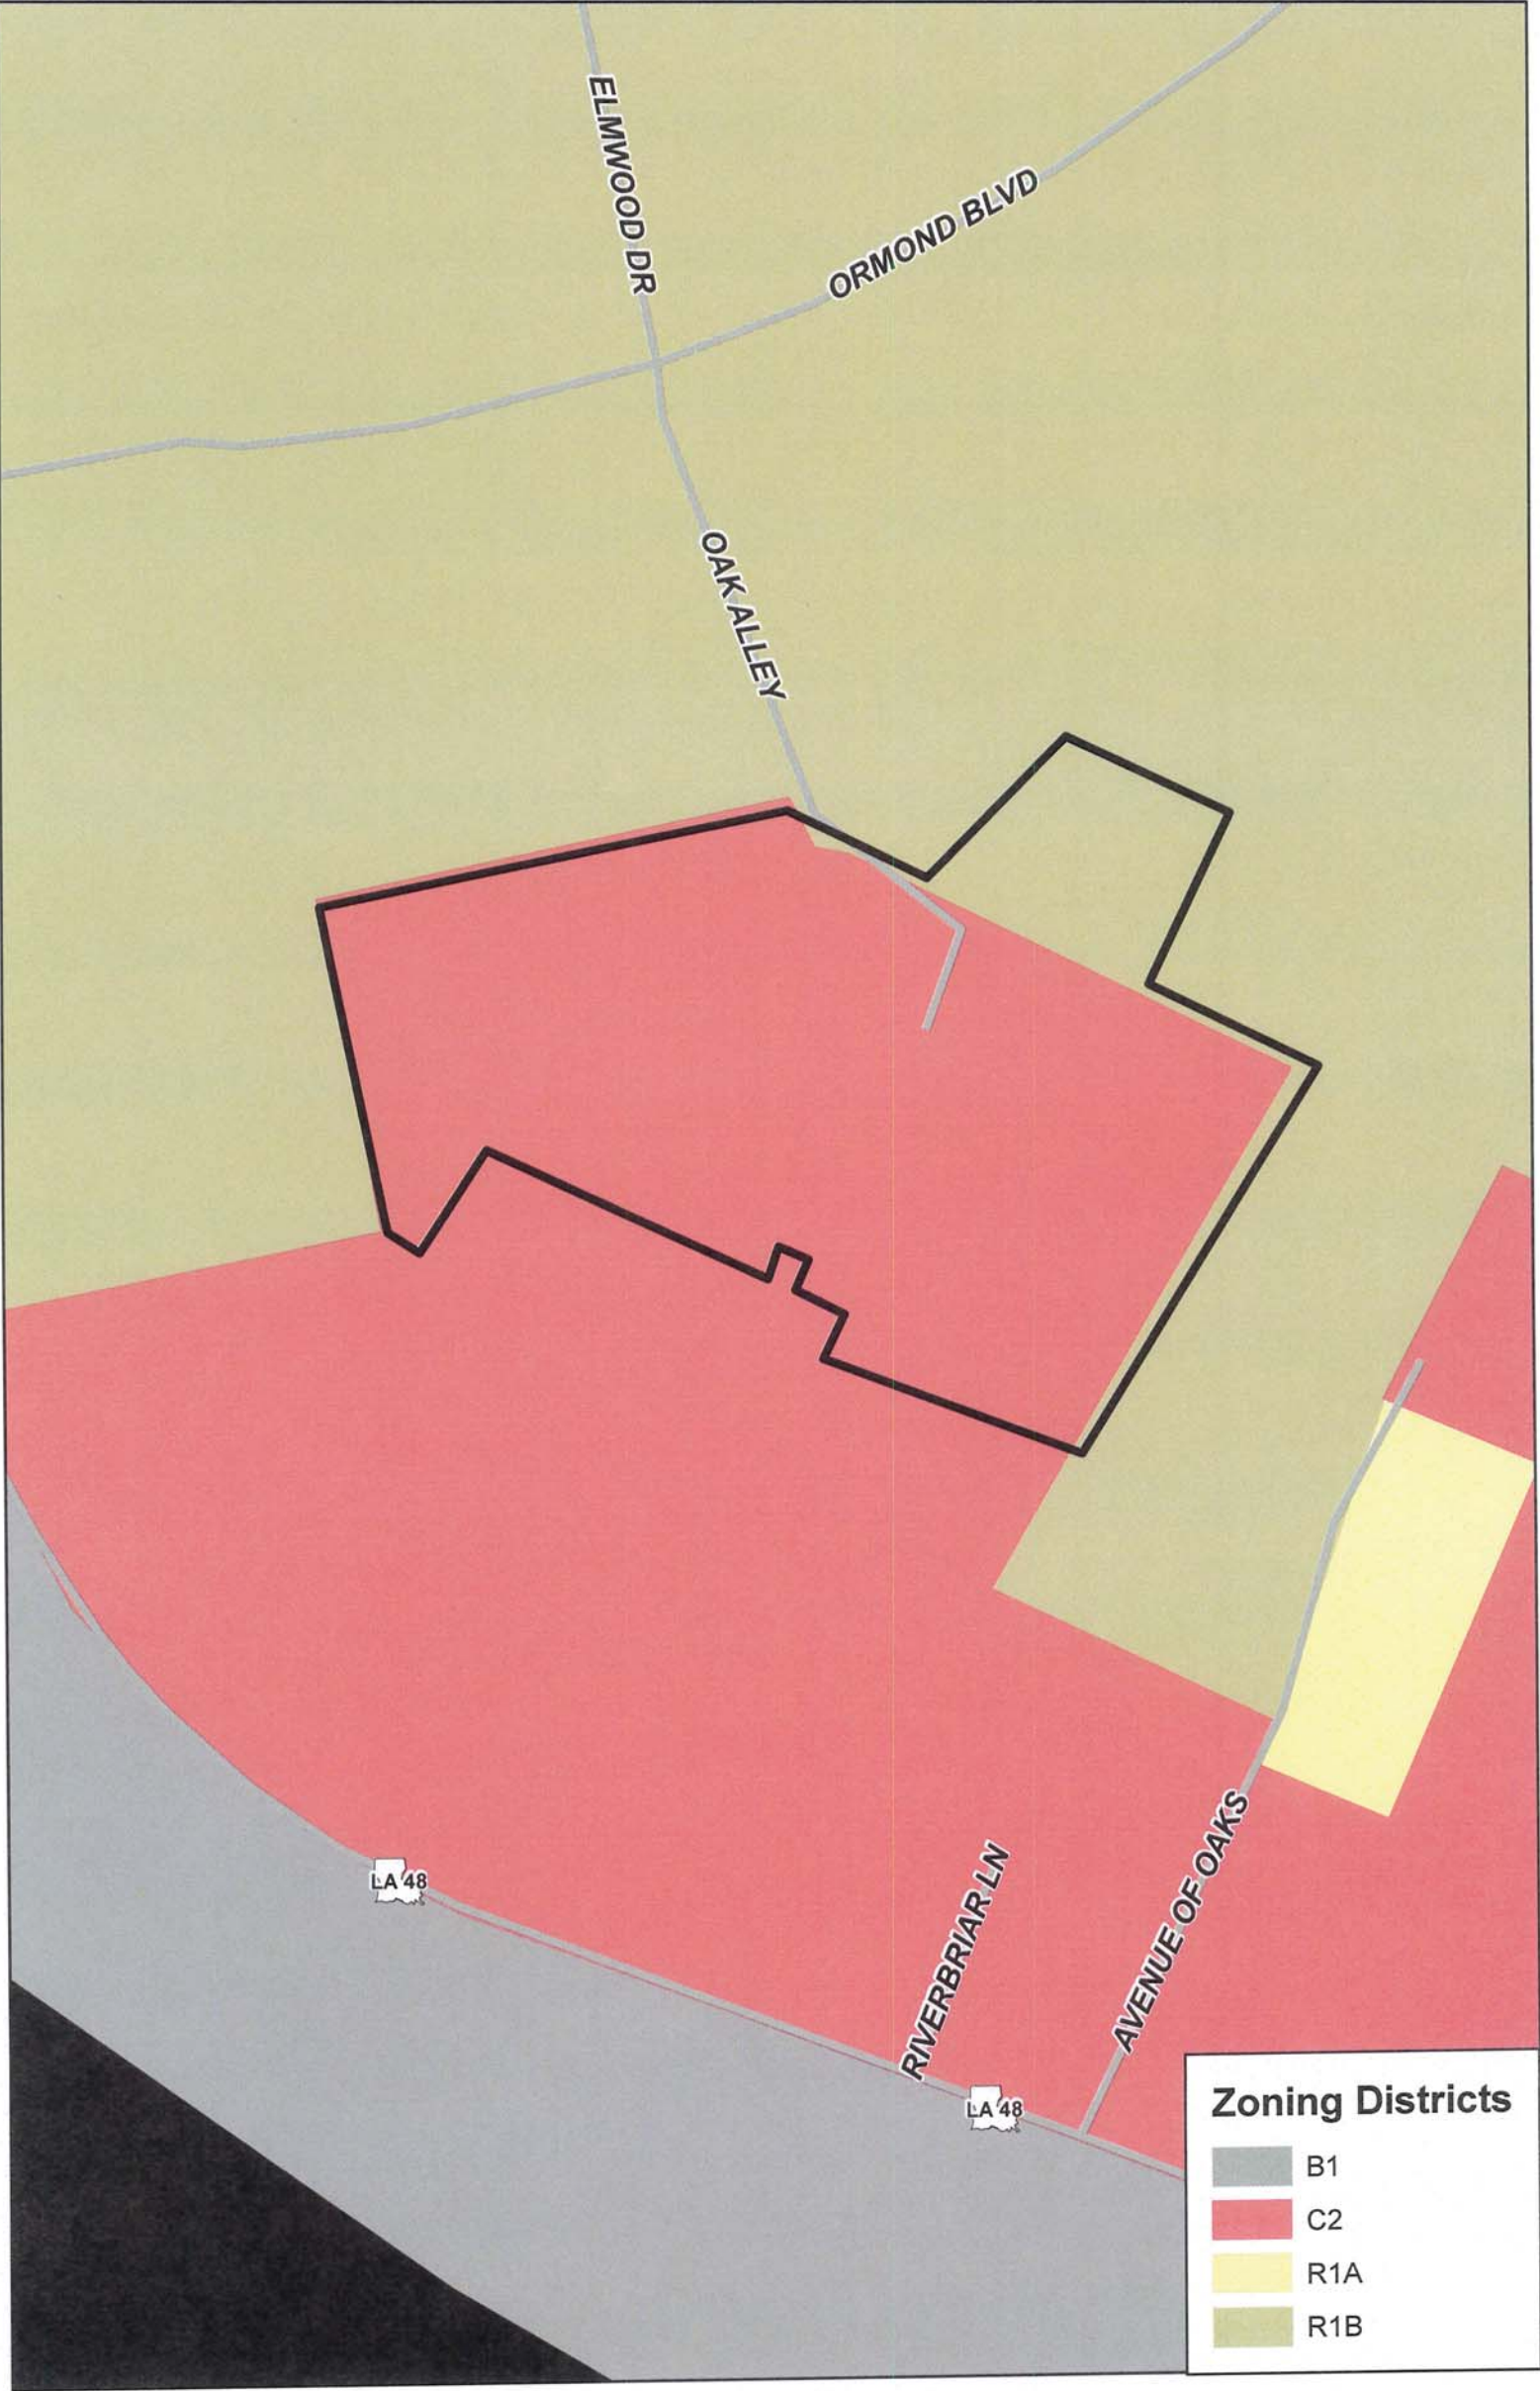 ELMWOOD DR
ORMOND BLVD
OAK ALLEY
LA 48
RIVERBRIAR LN
AVENUE OF OAKS
LA 48
Zoning Districts
B1
C2
R1A
R1B